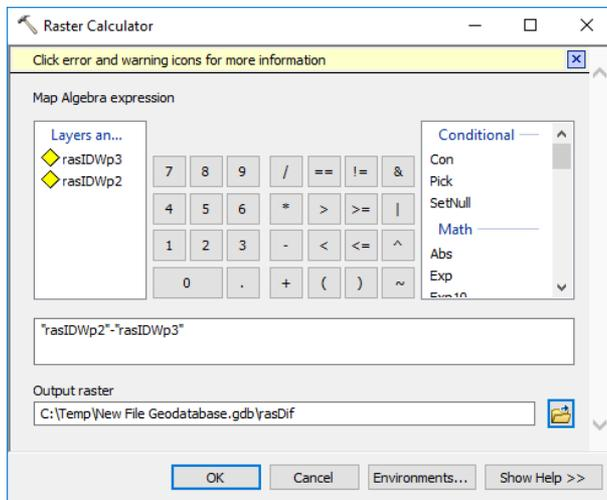 Raster Calculator
Click error and warning icons for more information
Map Algebra expression
Layers an...
rasIDWp3
rasIDWp2
7 8 9 / == != &
4 5 6 * > >= |
1 2 3 - < <= ^
0 . + ( ) ~
Conditional
Con
Pick
SetNull
Math
Abs
Exp
Exp10
"rasIDWp2"-"rasIDWp3"
Output raster
C:\Temp\New File Geodatabase.gdb\rasDif
OK Cancel Environments... Show Help >>